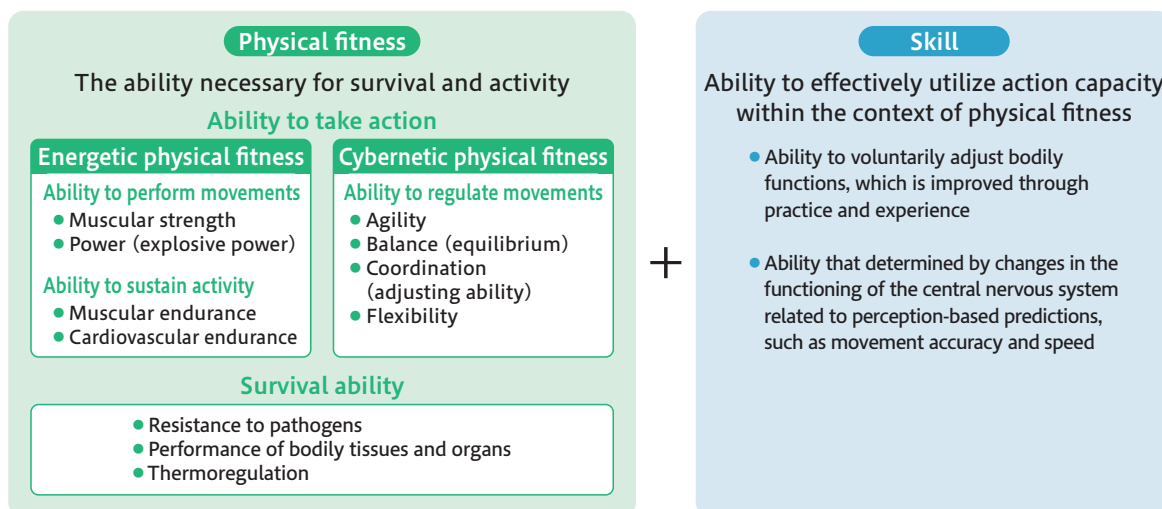 Physical fitness
The ability necessary for survival and activity
Ability to take action
Energetic physical fitness
Ability to perform movements
• Muscular strength
• Power (explosive power)
Ability to sustain activity
• Muscular endurance
• Cardiovascular endurance
Cybernetic physical fitness
Ability to regulate movements
• Agility
• Balance (equilibrium)
• Coordination
(adjusting ability)
• Flexibility
Survival ability
• Resistance to pathogens
• Performance of bodily tissues and organs
• Thermoregulation
+
Skill
Ability to effectively utilize action capacity
within the context of physical fitness
• Ability to voluntarily adjust bodily
functions, which is improved through
practice and experience
• Ability that determined by changes in the
functioning of the central nervous system
related to perception-based predictions,
such as movement accuracy and speed